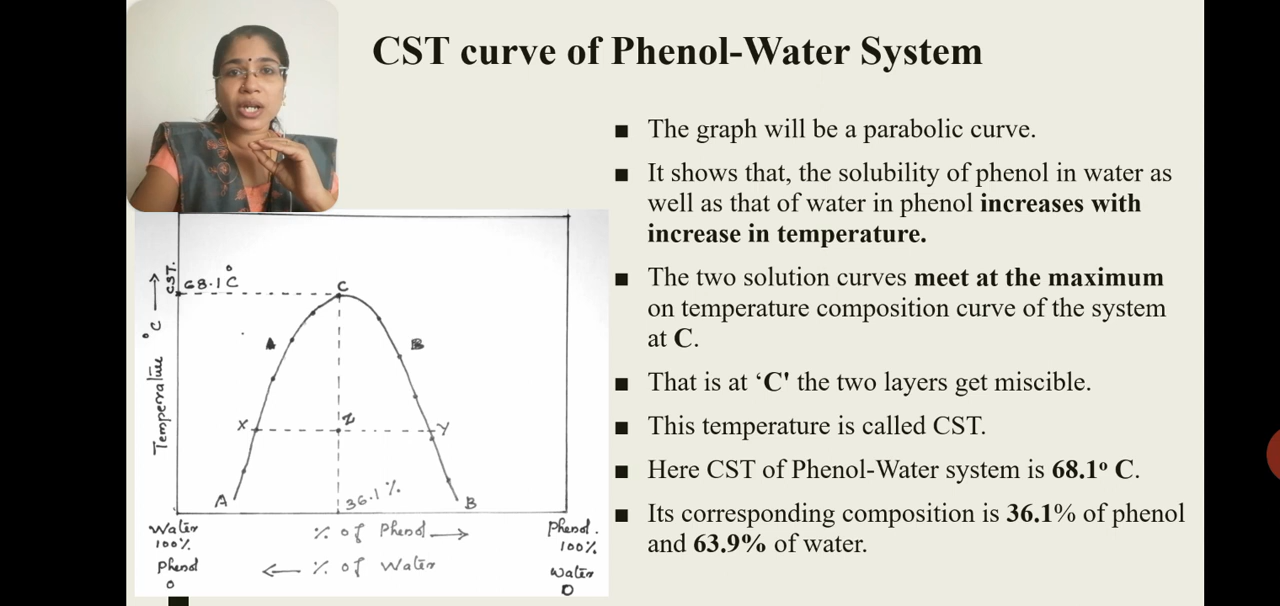 CST curve of Phenol-Water System
■ The graph will be a parabolic curve.
■ It shows that, the solubility of phenol in water as
well as that of water in phenol increases with
increase in temperature.
■ The two solution curves meet at the maximum
on temperature composition curve of the system
at C.
■ That is at ‘C' the two layers get miscible.
■ This temperature is called CST.
■ Here CST of Phenol-Water system is 68.1º C.
■ Its corresponding composition is 36.1% of phenol
and 63.9% of water.
Temperature °C →
CST.
68.1°C
C
A
B
X
Z
Y
A
36.1%
B
Water
100%
Phenol
0
% of Phenol →
← % of Water
Phenol.
100%
Water
0